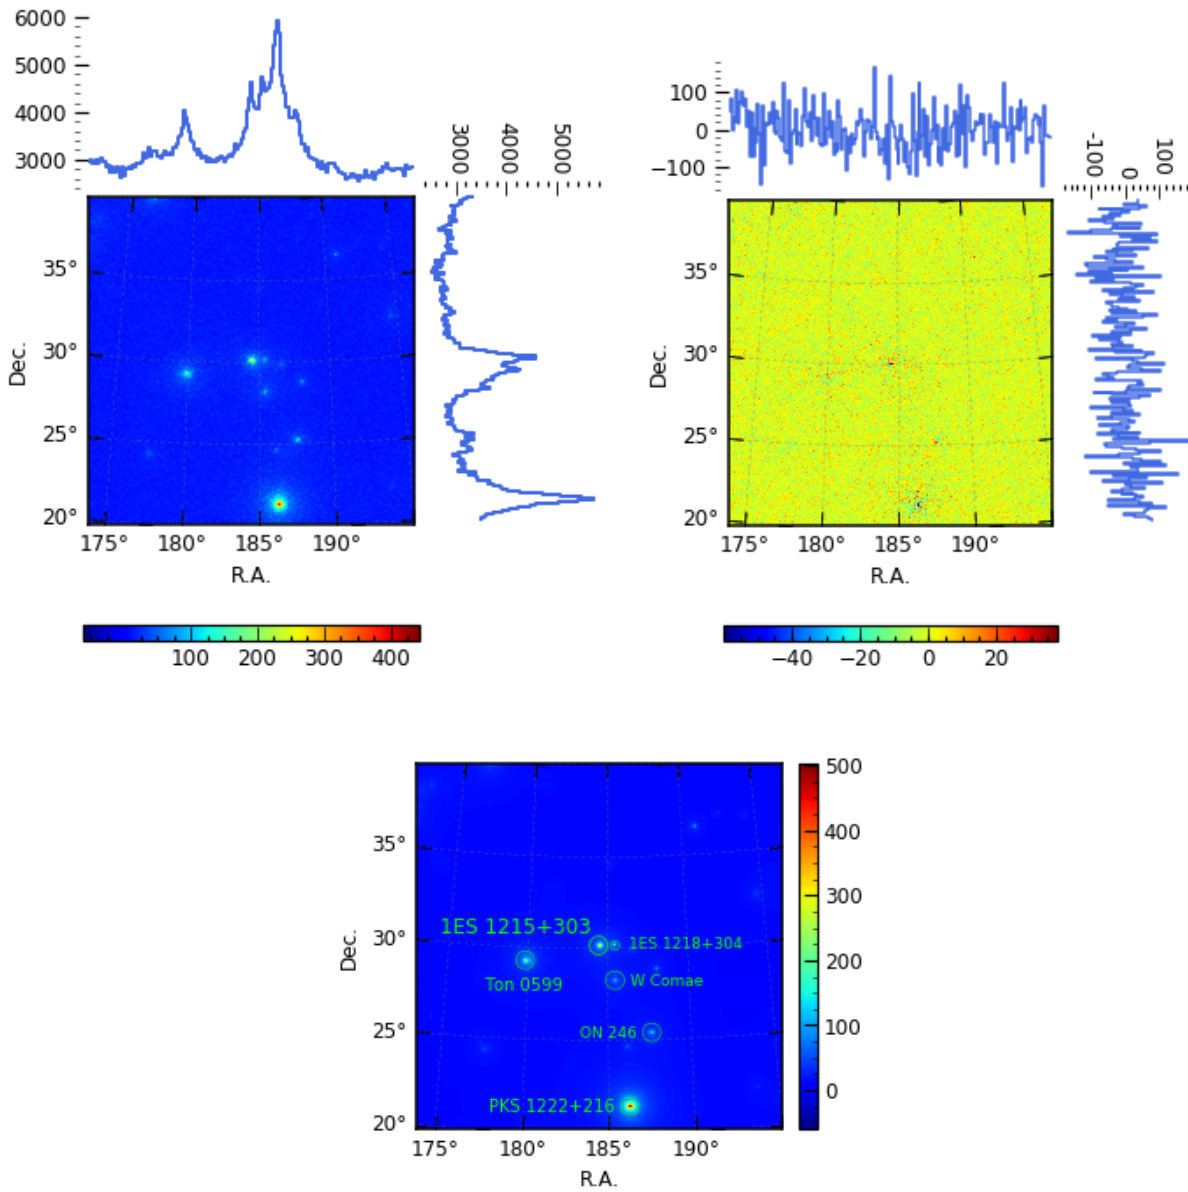 6000
5000
4000
3000
3000
4000
5000
35°
30°
25°
20°
Dec.
175° 180° 185° 190°
R.A.
100 200 300 400
100
0
−100
-100
0
100
35°
30°
25°
20°
Dec.
175° 180° 185° 190°
R.A.
−40 −20 0 20
35°
30°
25°
20°
Dec.
1ES 1215+303
1ES 1218+304
Ton 0599
W Comae
ON 246
PKS 1222+216
175° 180° 185° 190°
R.A.
500
400
300
200
100
0